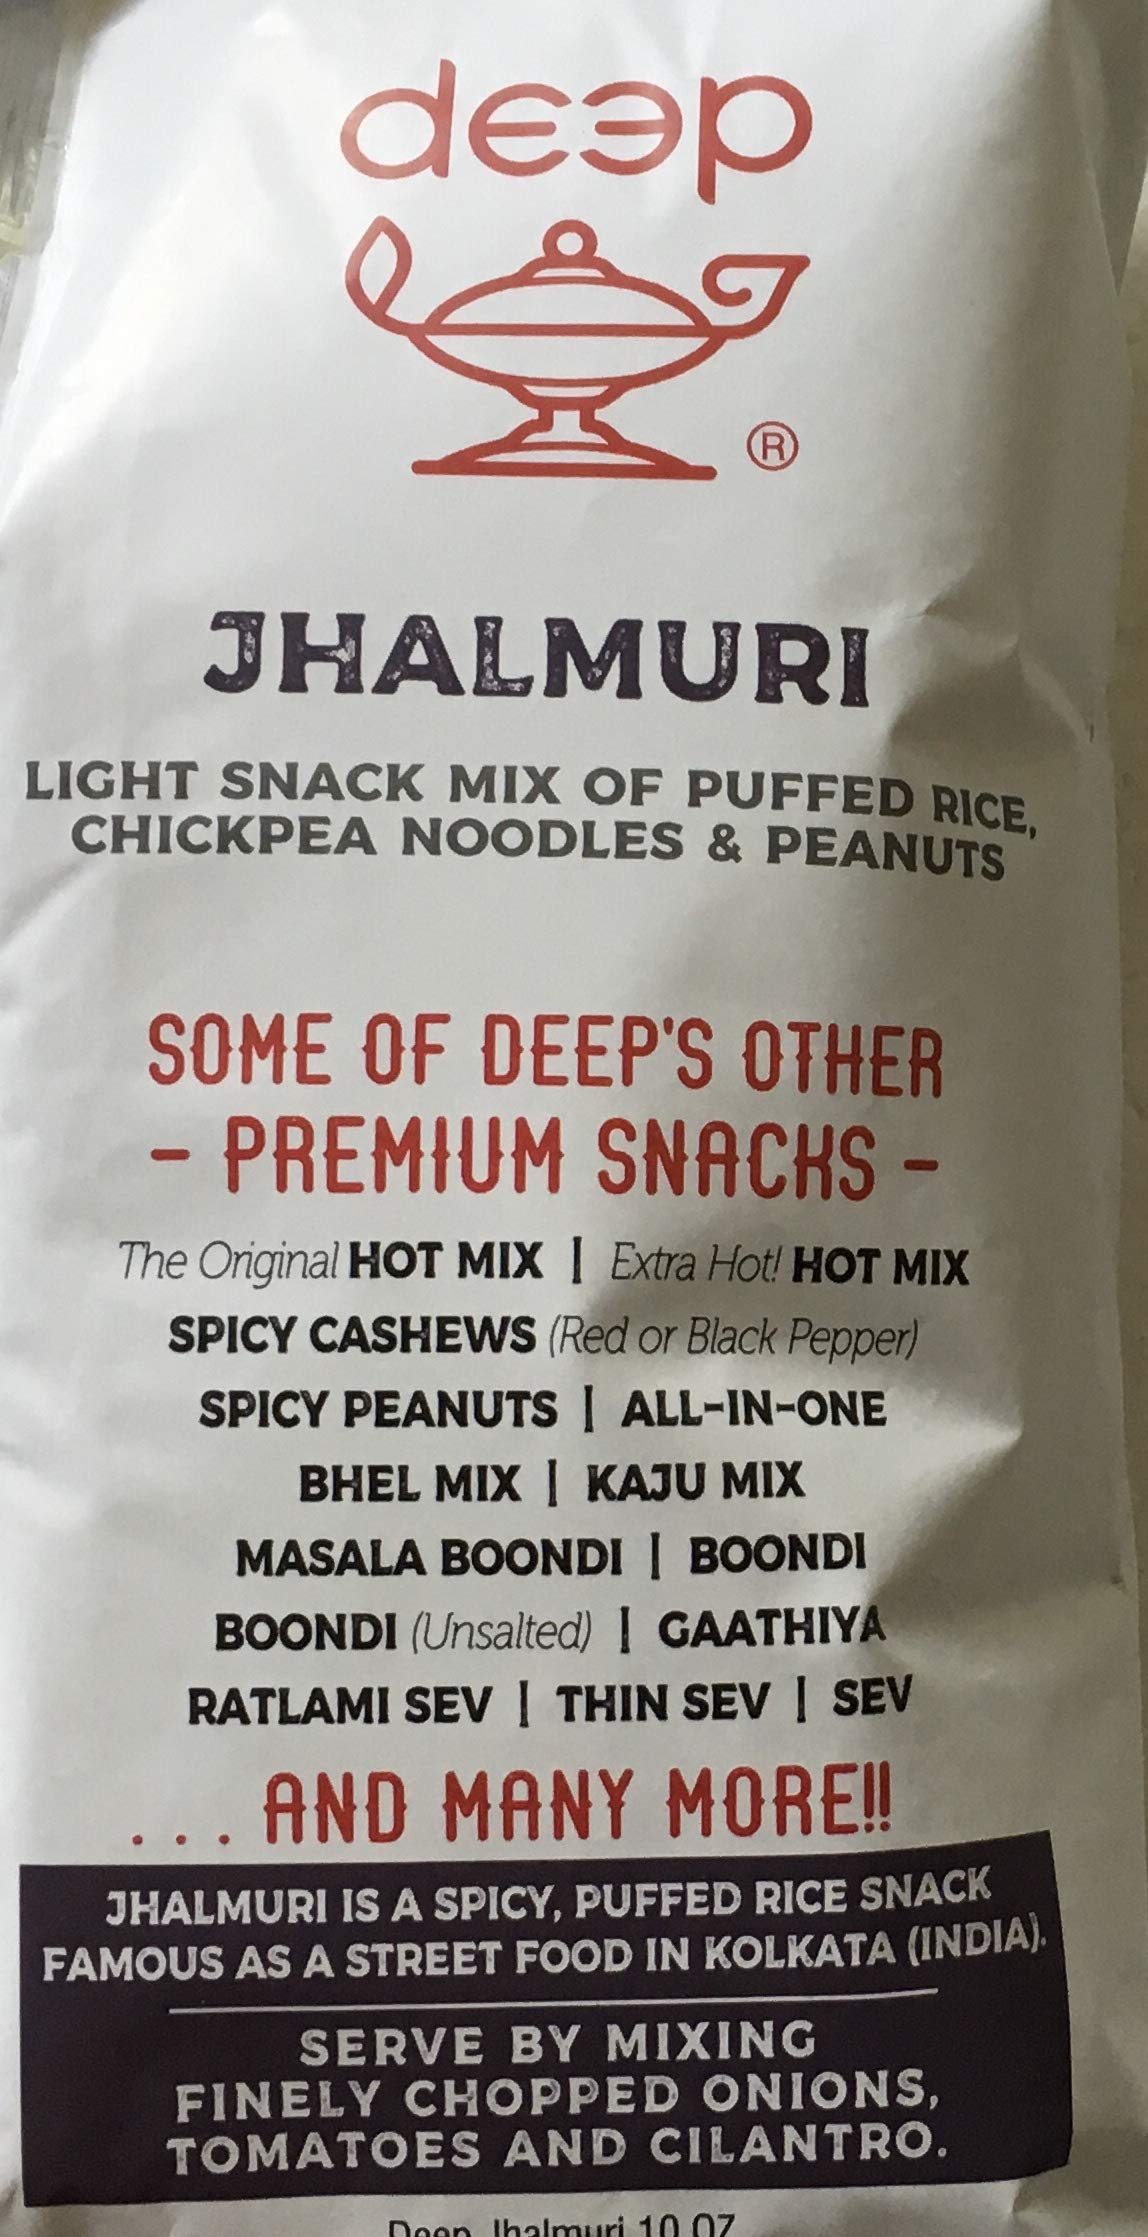 deep
®
JHALMURI
LIGHT SNACK MIX OF PUFFED RICE,
CHICKPEA NOODLES & PEANUTS
SOME OF DEEP'S OTHER
- PREMIUM SNACKS -
The Original HOT MIX | Extra Hot! HOT MIX
SPICY CASHEWS (Red or Black Pepper)
SPICY PEANUTS | ALL-IN-ONE
BHEL MIX | KAJU MIX
MASALA BOONDI | BOONDI
BOONDI (Unsalted) | GAATHIYA
RATLAMI SEV | THIN SEV | SEV
... AND MANY MORE!!
JHALMURI IS A SPICY, PUFFED RICE SNACK
FAMOUS AS A STREET FOOD IN KOLKATA (INDIA).
SERVE BY MIXING
FINELY CHOPPED ONIONS,
TOMATOES AND CILANTRO.
Deep Jhalmuri 10 OZ